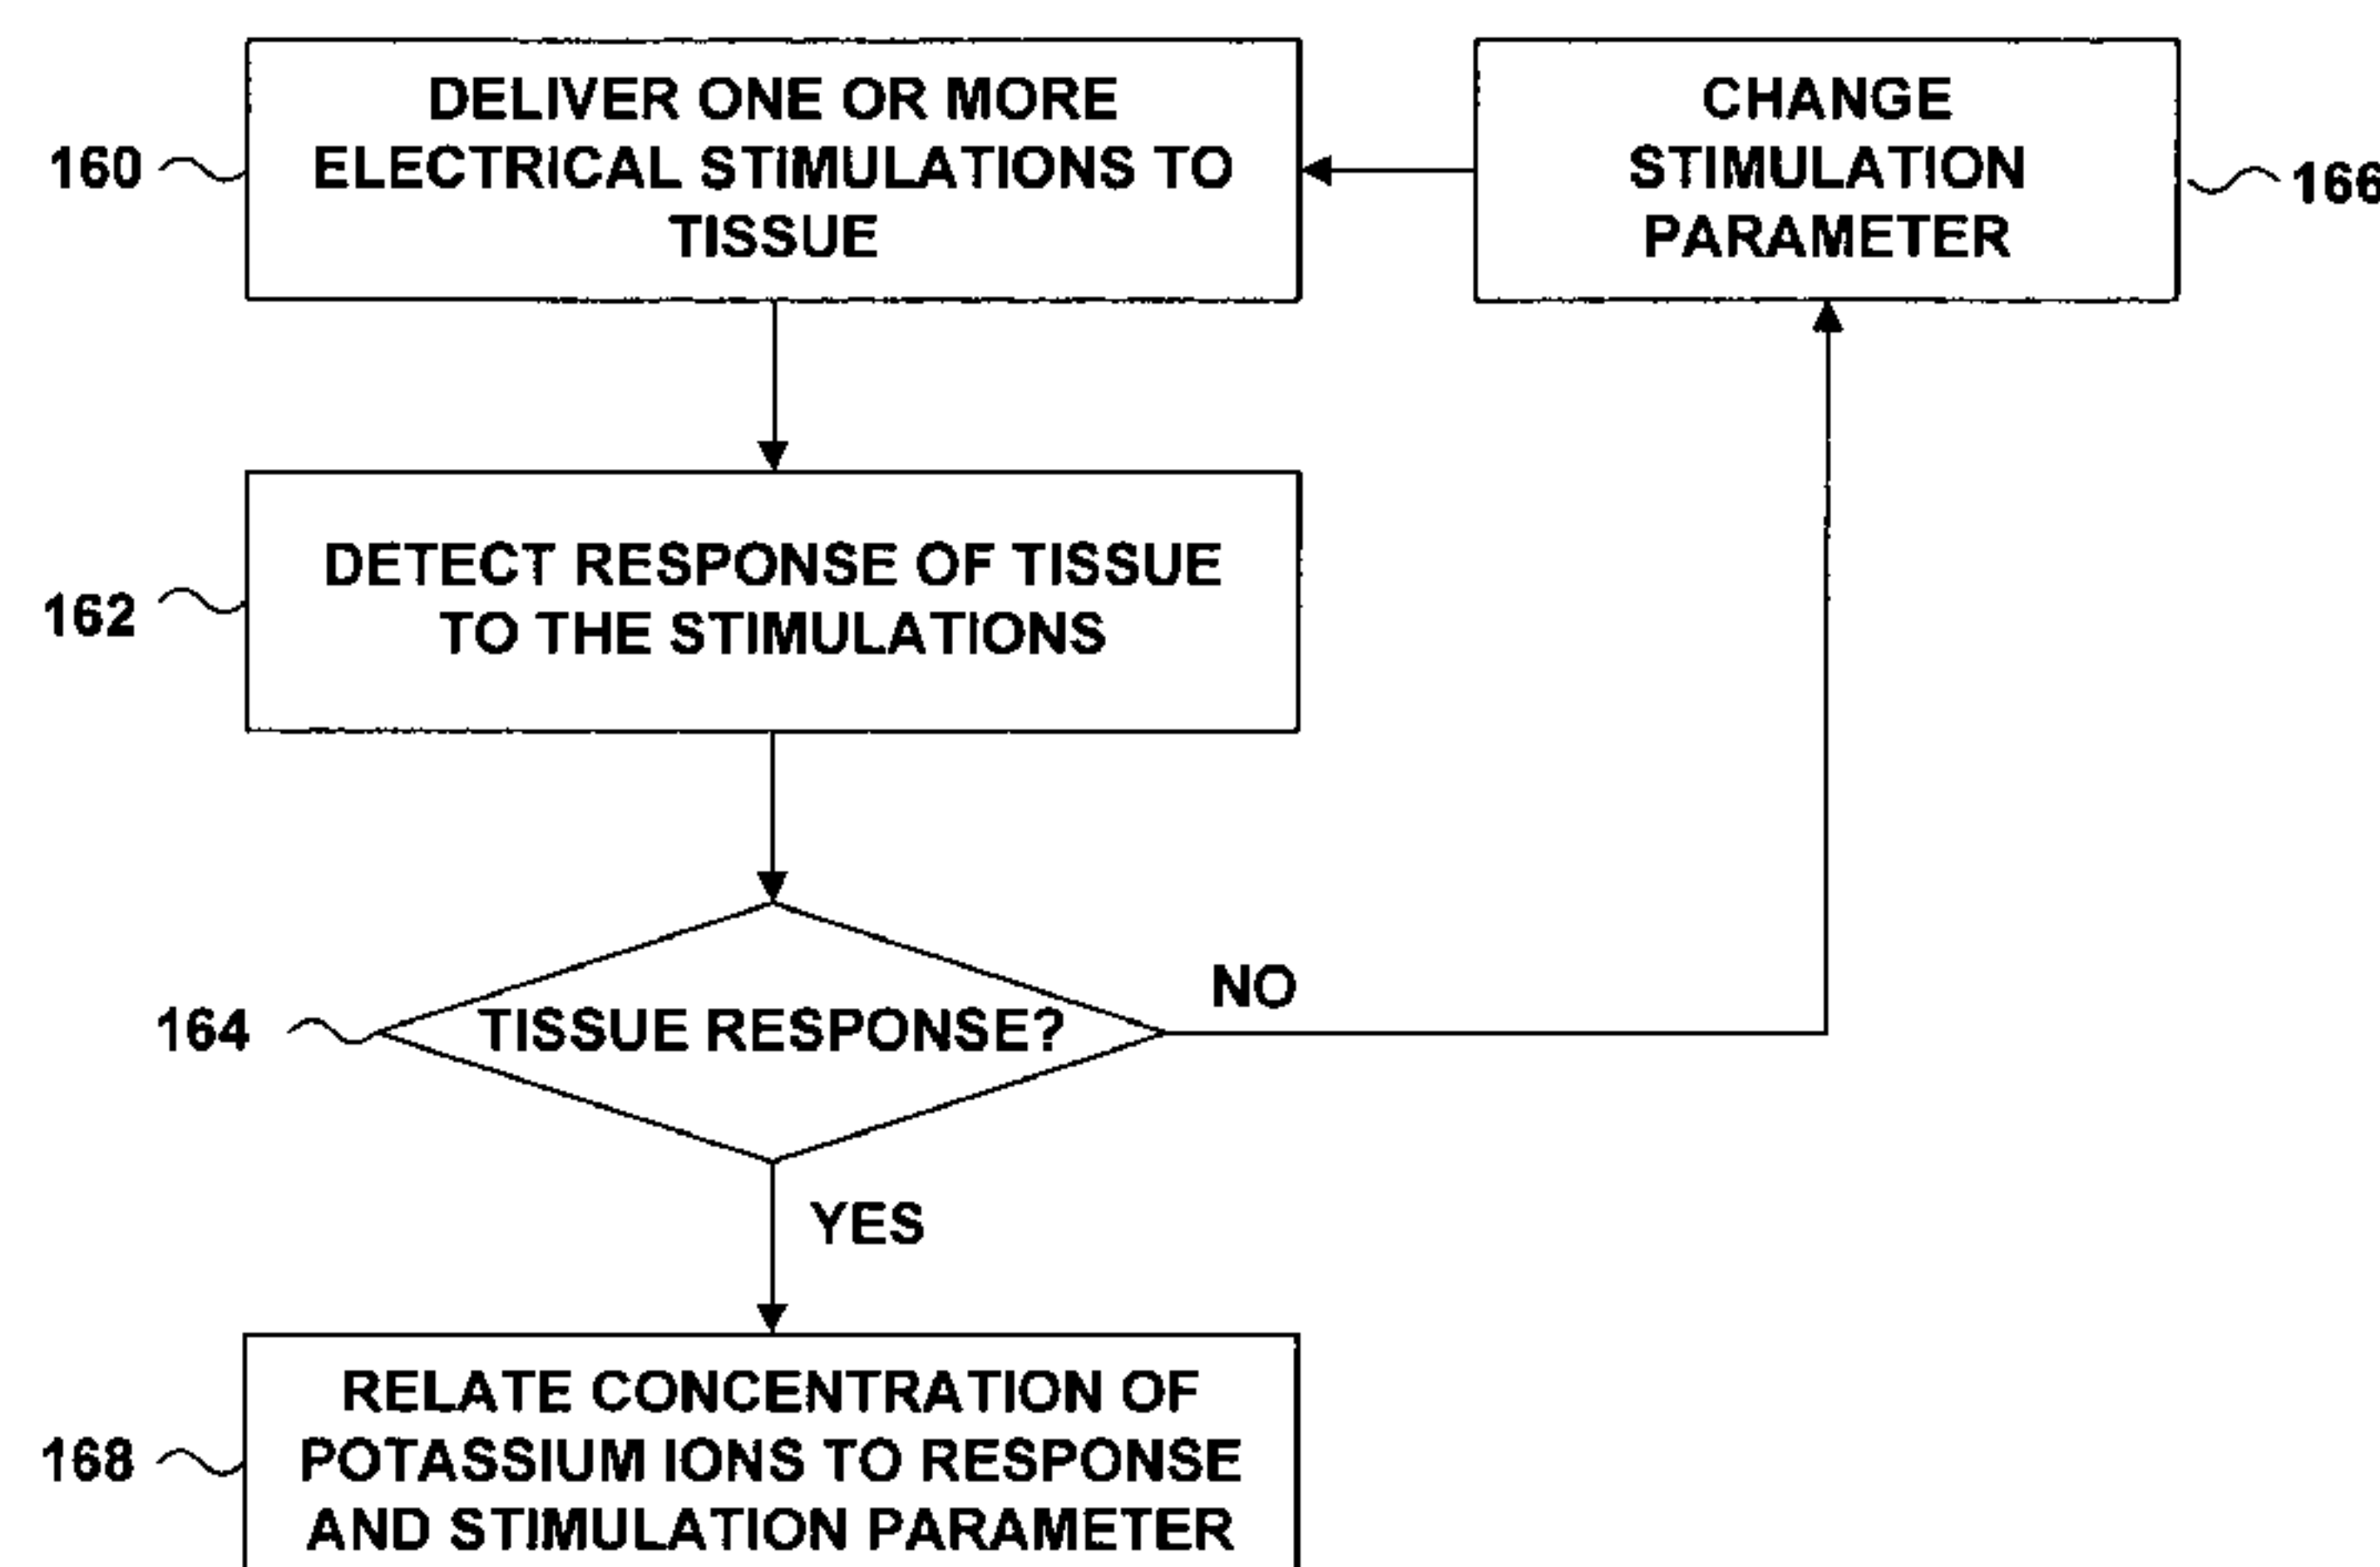 DELIVER ONE OR MORE
ELECTRICAL STIMULATIONS TO
TISSUE
160
CHANGE
STIMULATION
PARAMETER
166
DETECT RESPONSE OF TISSUE
TO THE STIMULATIONS
162
164
TISSUE RESPONSE?
NO
YES
RELATE CONCENTRATION OF
POTASSIUM IONS TO RESPONSE
AND STIMULATION PARAMETER
168